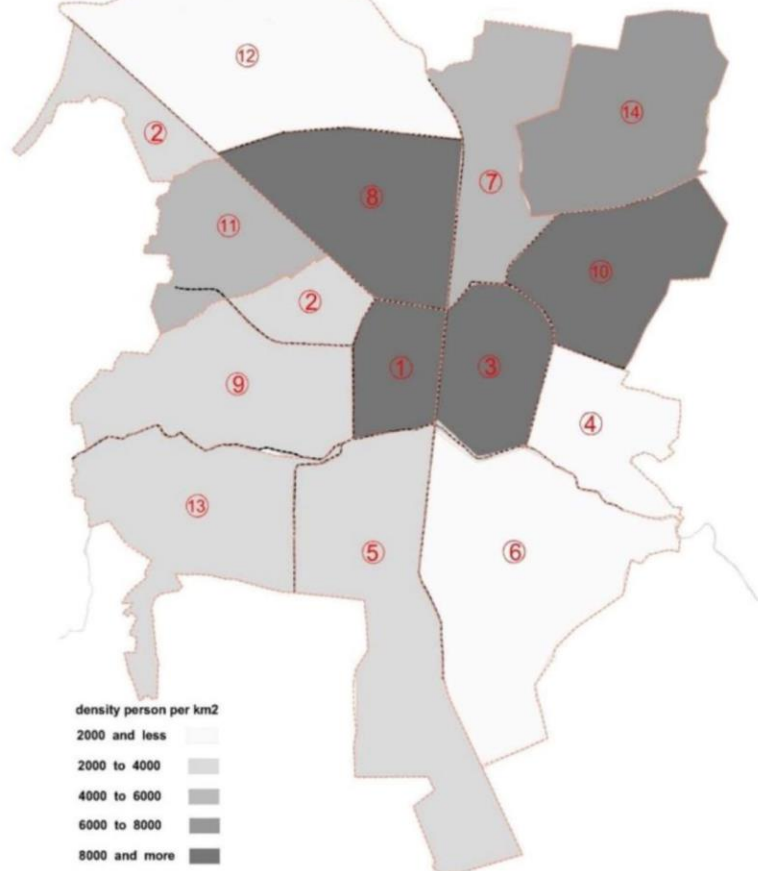 ⑫
⑭
②
⑦
⑧
⑪
⑩
②
①
③
⑨
④
⑬
⑤
⑥
density person per km2
2000 and less
2000 to 4000
4000 to 6000
6000 to 8000
8000 and more